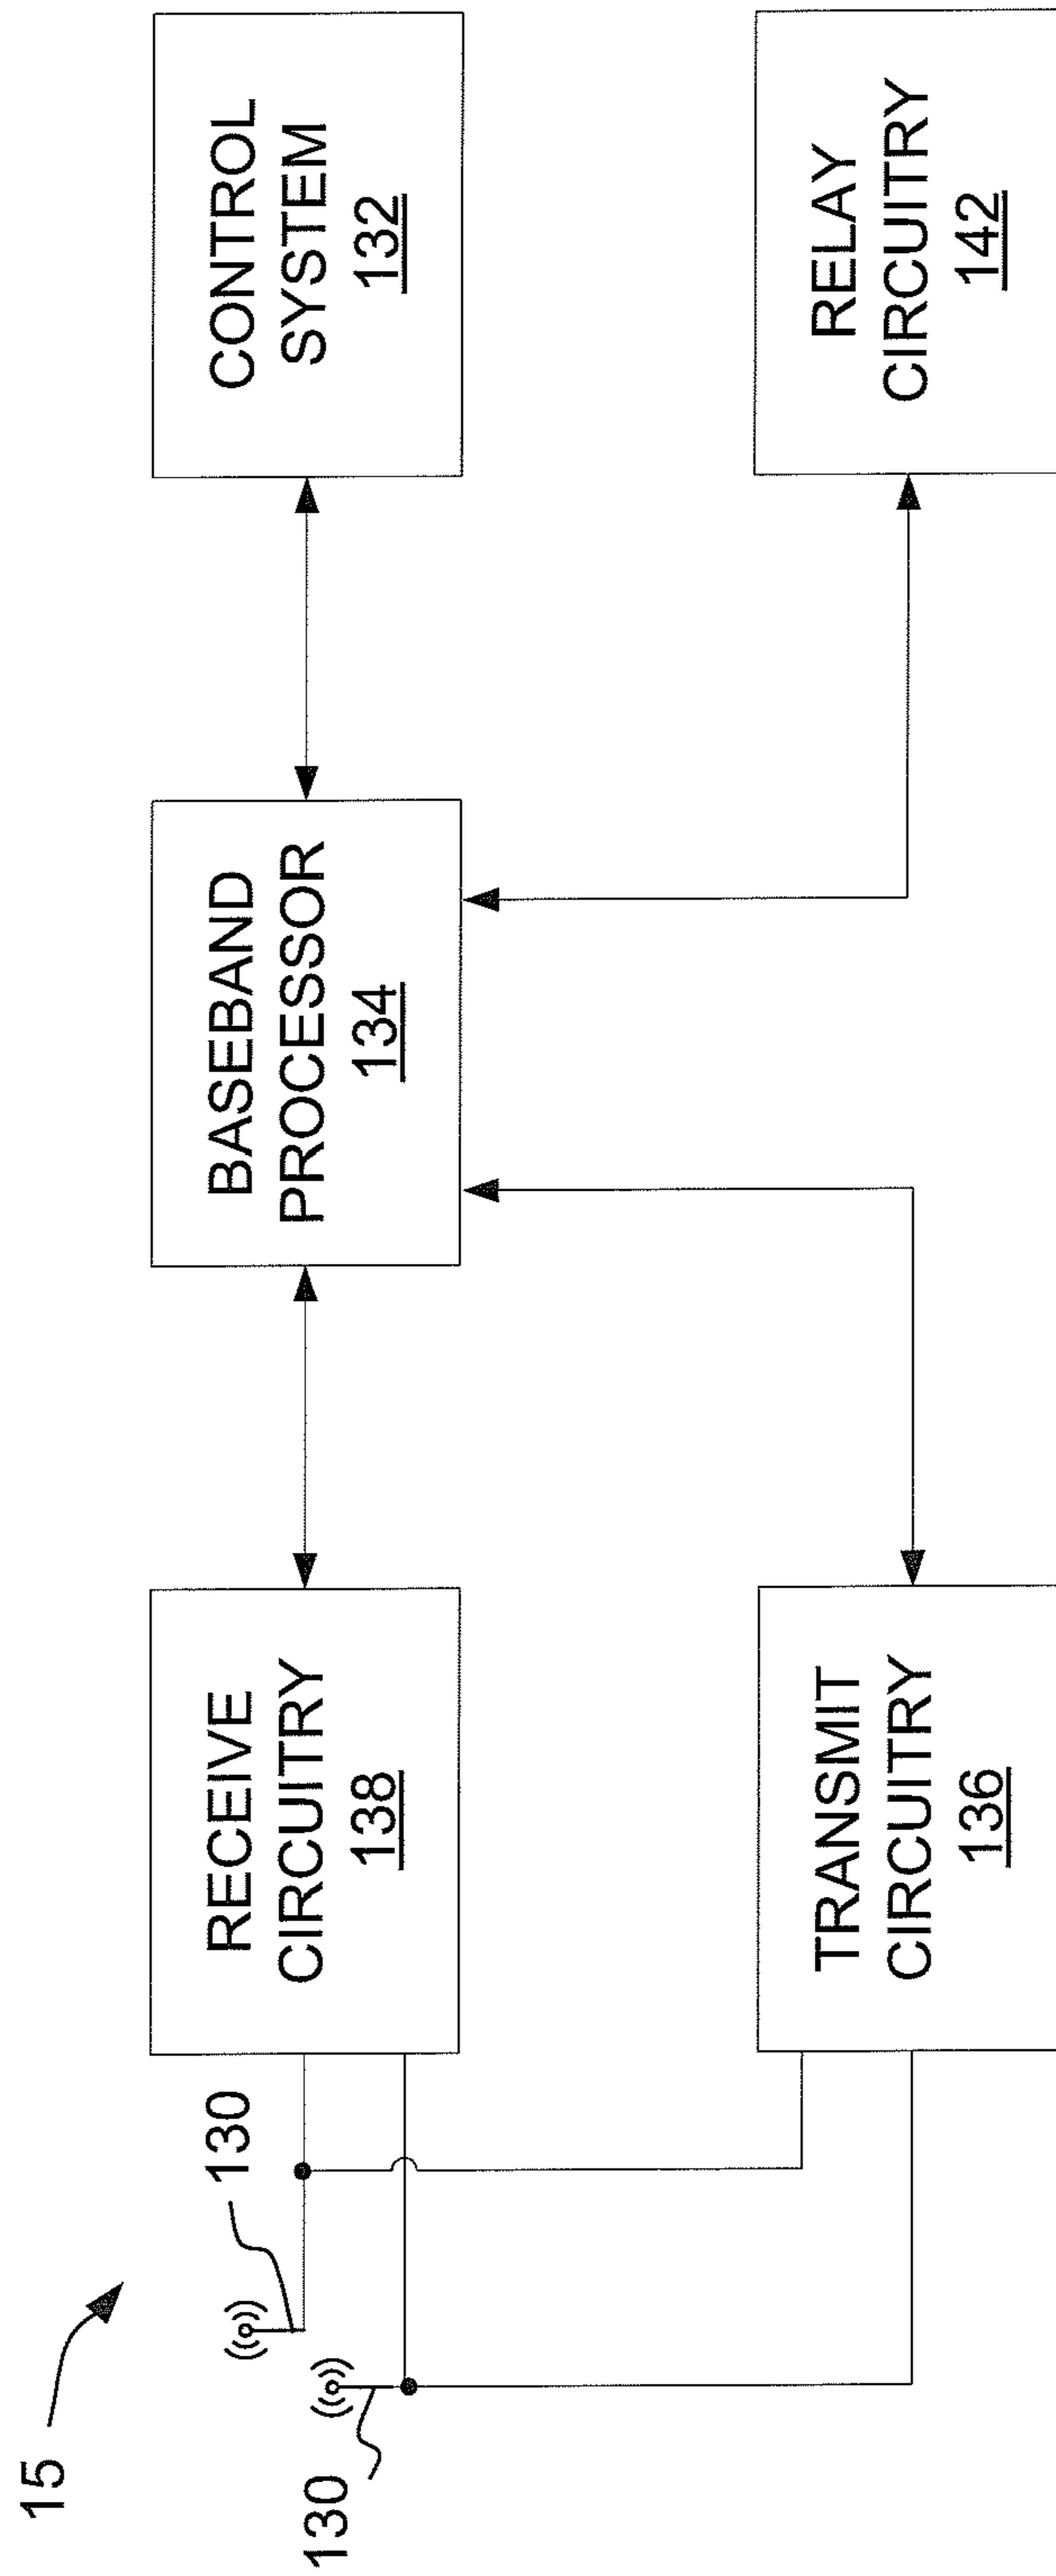 15
130
130
RECEIVE
CIRCUITRY
138
BASEBAND
PROCESSOR
134
CONTROL
SYSTEM
132
TRANSMIT
CIRCUITRY
136
RELAY
CIRCUITRY
142